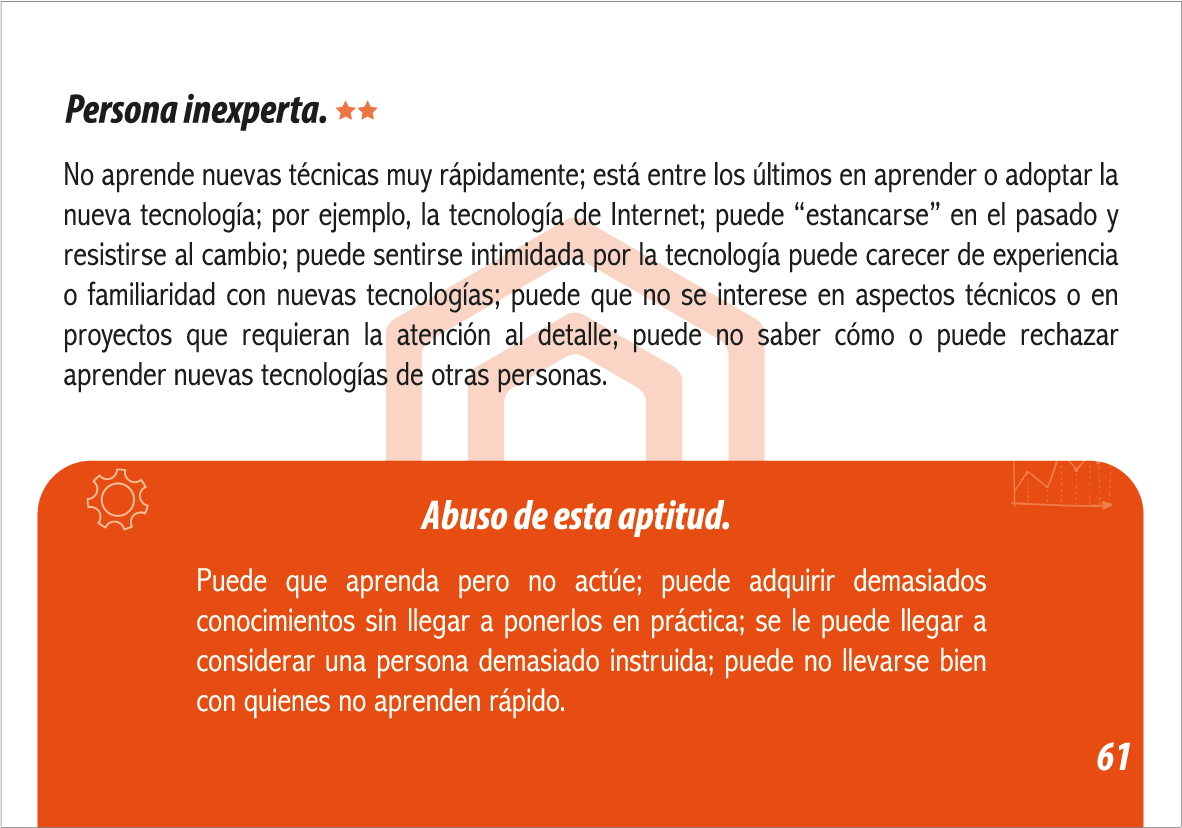 Persona inexperta.
No aprende nuevas técnicas muy rápidamente; está entre los últimos en aprender o adoptar la
nueva tecnología; por ejemplo, la tecnología de Internet; puede “estancarse” en el pasado y
resistirse al cambio; puede sentirse intimidada por la tecnología puede carecer de experiencia
o familiaridad con nuevas tecnologías; puede que no se interese en aspectos técnicos o en
proyectos que requieran la atención al detalle; puede no saber cómo o puede rechazar
aprender nuevas tecnologías de otras personas.
Abuso de esta aptitud.
Puede que aprenda pero no actúe; puede adquirir demasiados
conocimientos sin llegar a ponerlos en práctica; se le puede llegar a
considerar una persona demasiado instruida; puede no llevarse bien
con quienes no aprenden rápido.
61